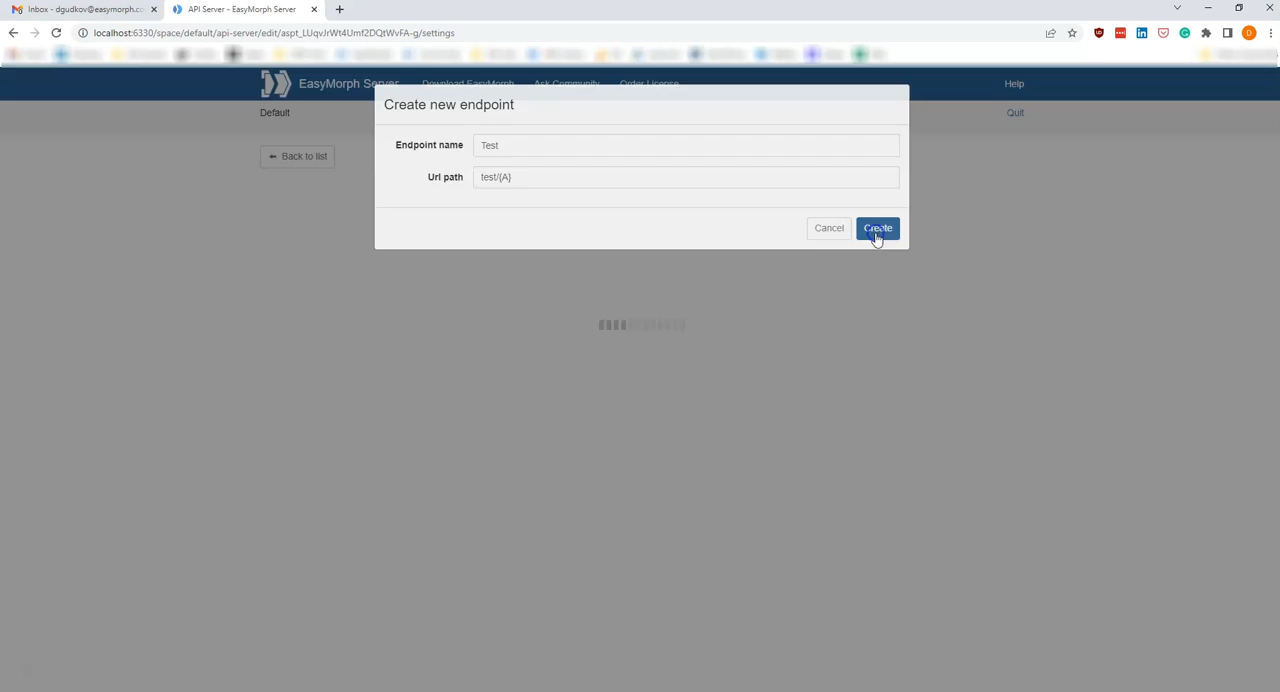 Inbox - dgudkov@easymorph.co
API Server - EasyMorph Server
localhost:6330/space/default/api-server/edit/aspt_LUqvJrWt4Umf2DQtWvFA-g/settings
EasyMorph Server Download EasyMorph Ask Community Order License Help
Default Quit
Back to list
Create new endpoint
Endpoint name Test
Url path test/{A}
Cancel Create